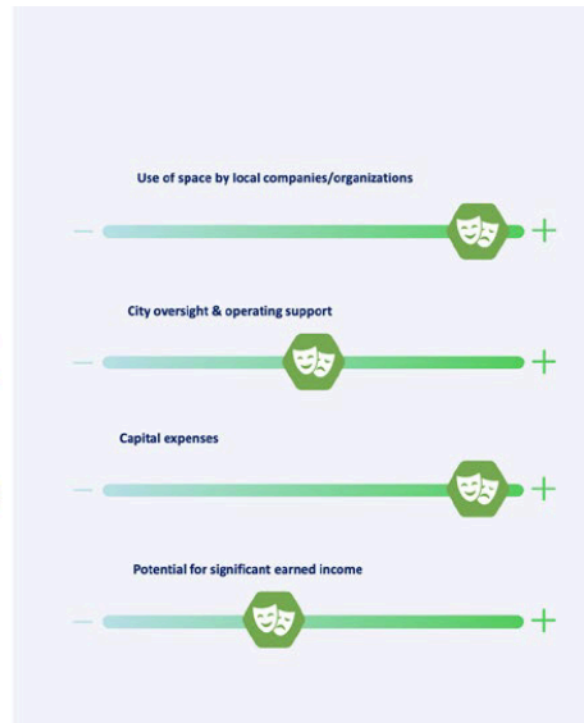 Use of space by local companies/organizations
− +
City oversight & operating support
− +
Capital expenses
− +
Potential for significant earned income
− +